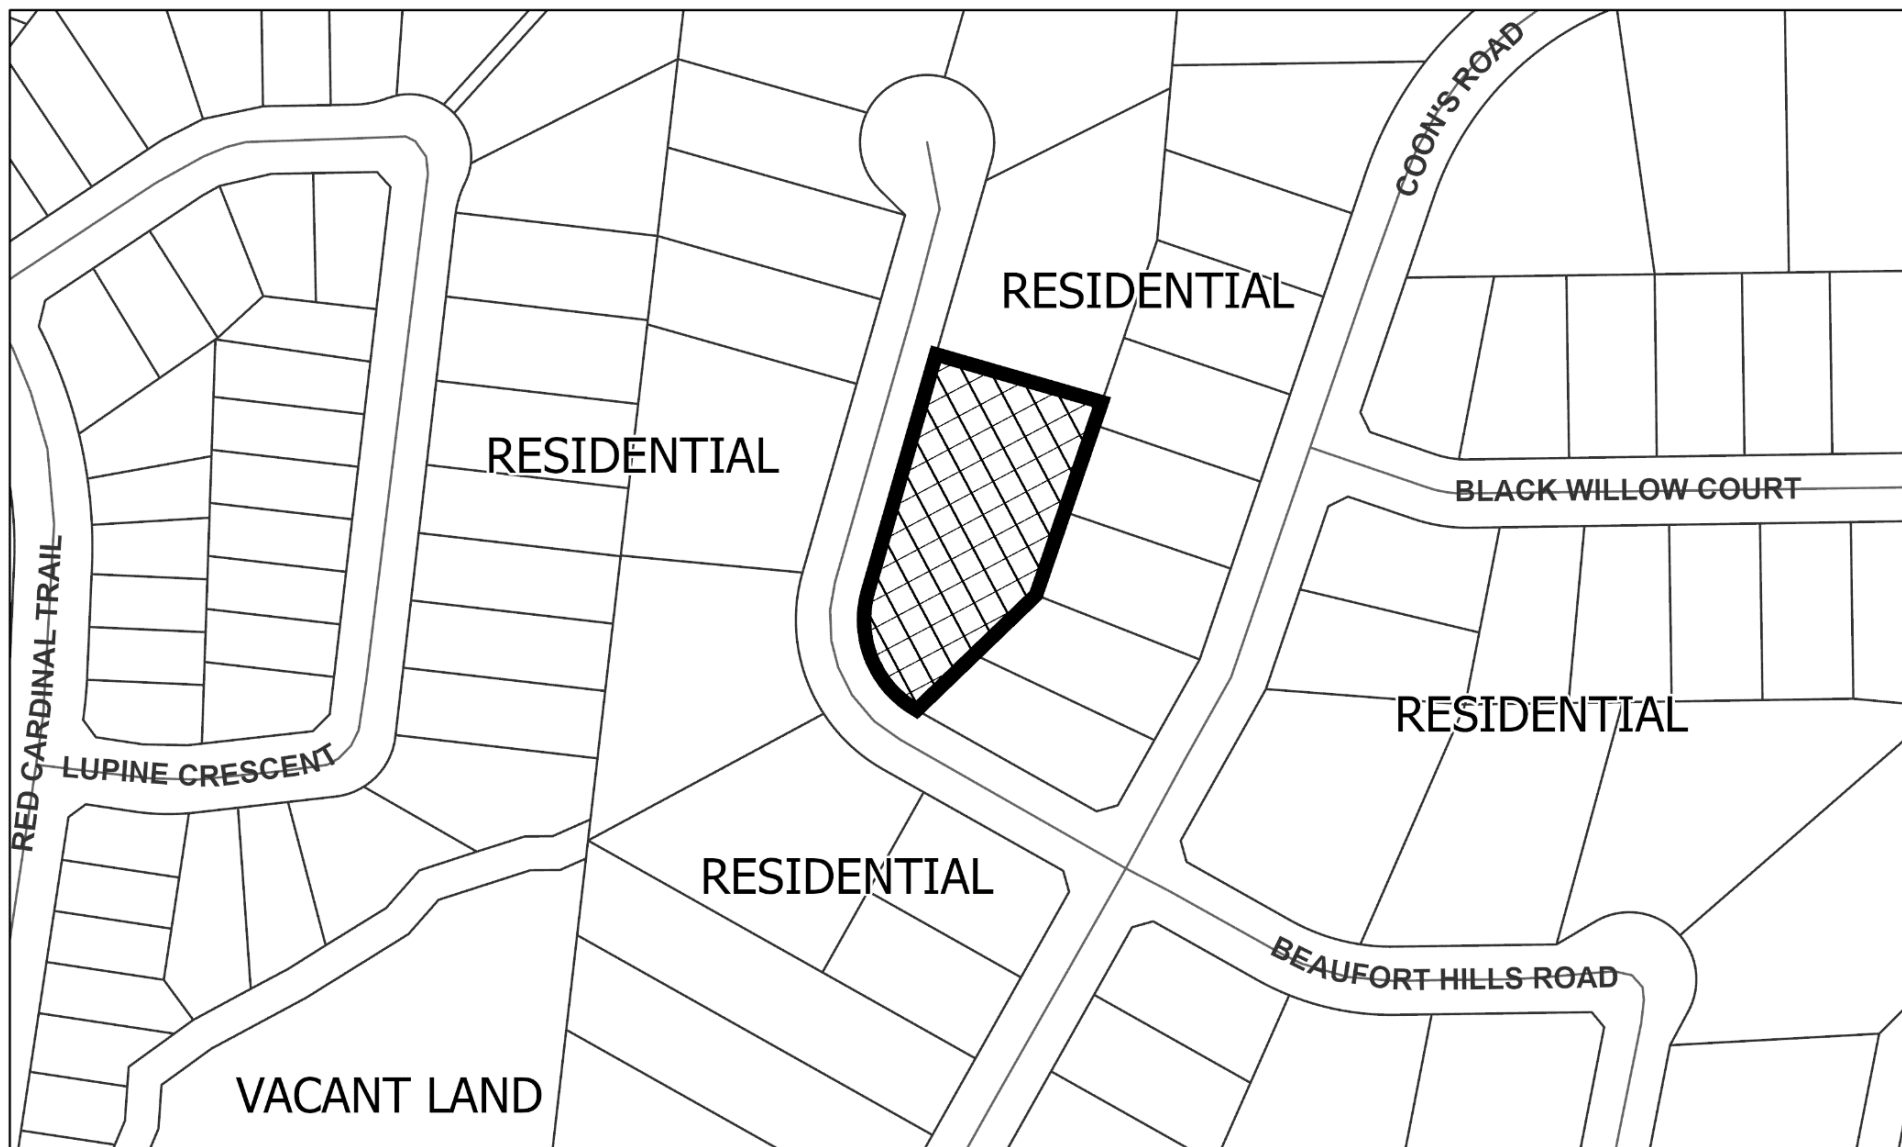 COON'S ROAD
RESIDENTIAL
RESIDENTIAL
BLACK WILLOW COURT
RED CARDINAL TRAIL
RESIDENTIAL
LUPINE CRESCENT
RESIDENTIAL
BEAUFORT HILLS ROAD
VACANT LAND